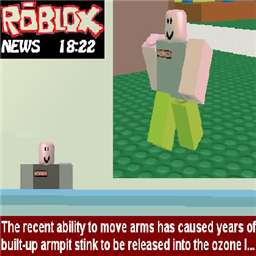 ROBLOX
NEWS 18:22
The recent ability to move arms has caused years of
built-up armpit stink to be released into the ozone l...